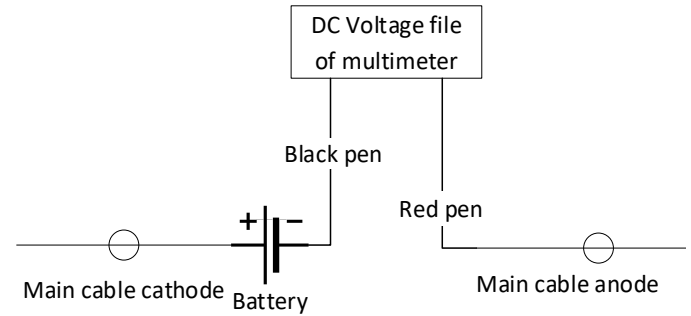 DC Voltage file
of multimeter
Black pen
Red pen
+ −
Main cable cathode
Battery
Main cable anode